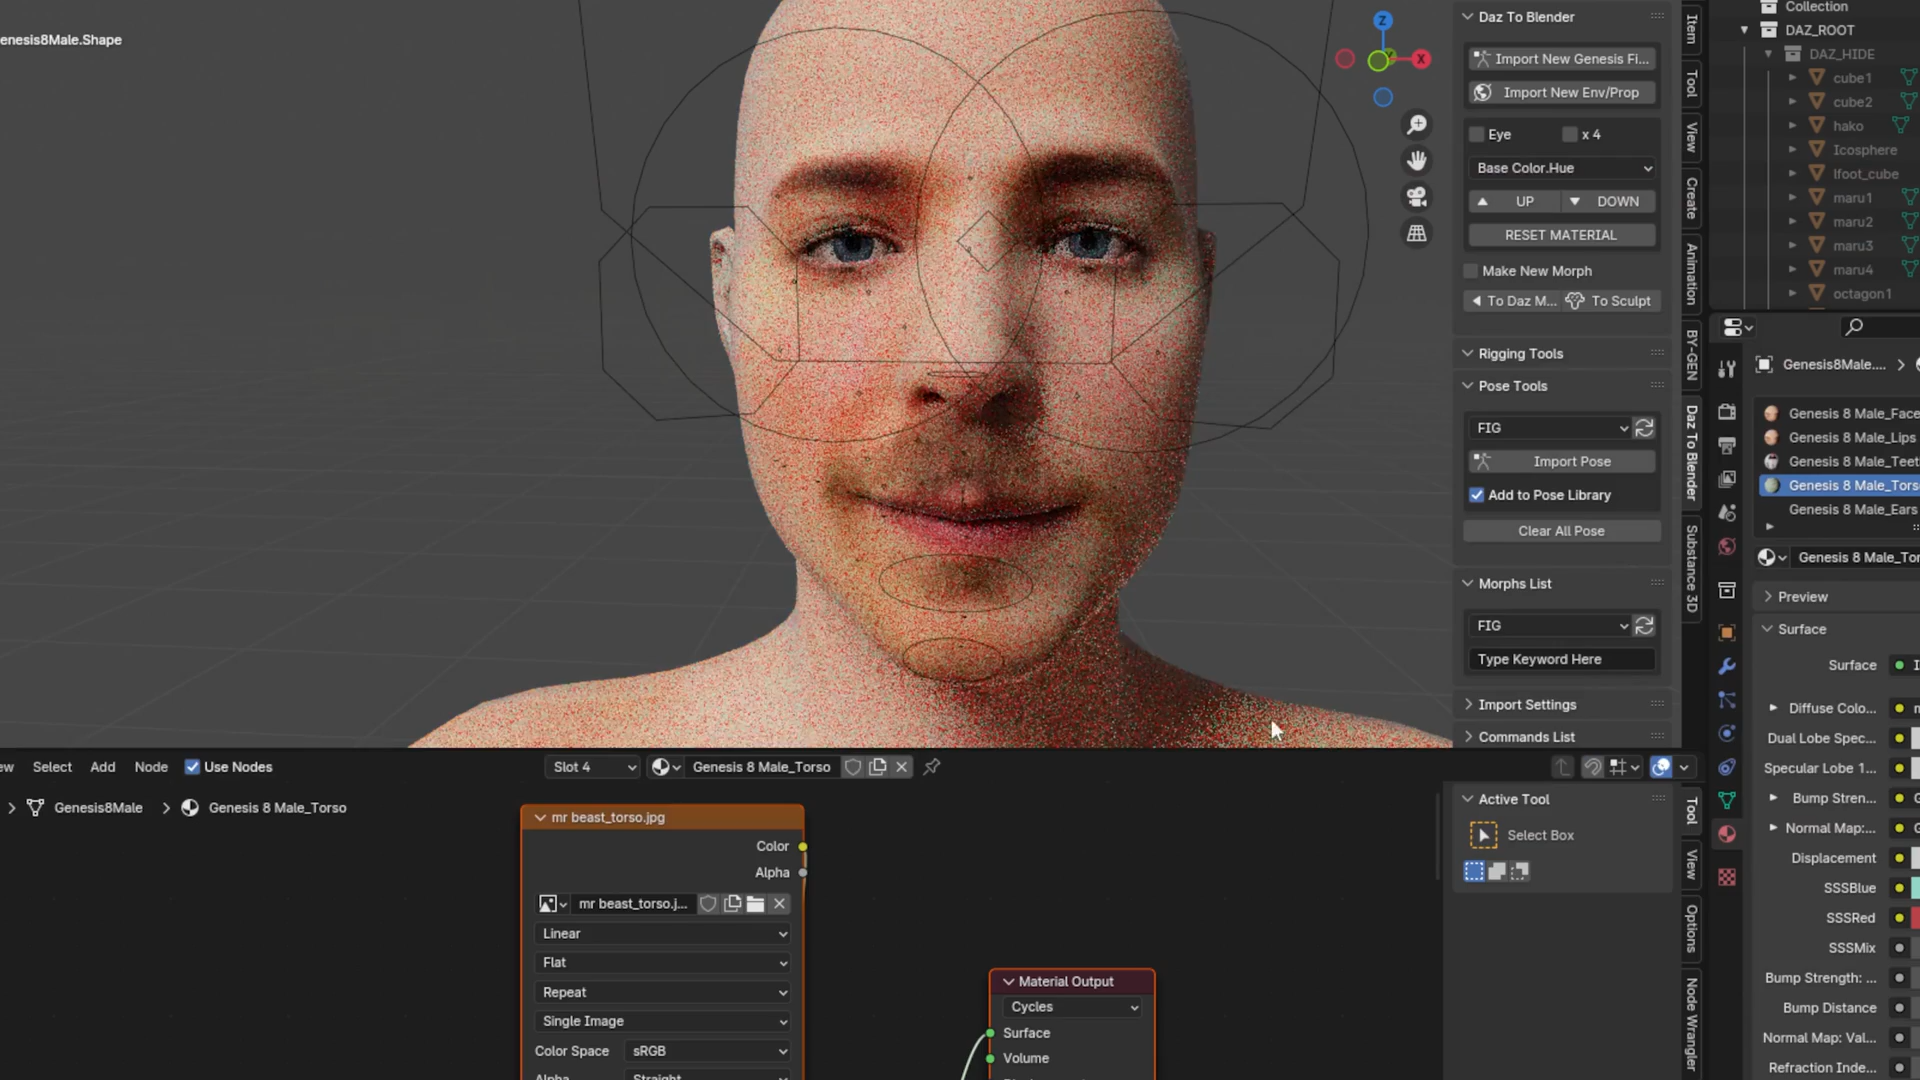 enesis8Male.Shape
Z
X
Daz To Blender
Import New Genesis Fi...
Import New Env/Prop
Eye
x 4
Base Color.Hue
UP
DOWN
RESET MATERIAL
Make New Morph
To Daz M...
To Sculpt
Rigging Tools
Pose Tools
FIG
Import Pose
Add to Pose Library
Clear All Pose
Morphs List
FIG
Type Keyword Here
Import Settings
Commands List
Item
Tool
View
Create
Animation
BY-GEN
Daz To Blender
Substance 3D
Collection
DAZ_ROOT
DAZ_HIDE
cube1
cube2
hako
Icosphere
lfoot_cube
maru1
maru2
maru3
maru4
octagon1
Genesis8Male....
Genesis 8 Male_Face
Genesis 8 Male_Lips
Genesis 8 Male_Teet
Genesis 8 Male_Tors
Genesis 8 Male_Ears
Genesis 8 Male_Tor
Preview
Surface
Surface
Diffuse Colo...
Dual Lobe Spec...
Specular Lobe 1...
Bump Stren...
G
Normal Map:...
G
Displacement
SSSBlue
SSSRed
SSSMix
Bump Strength: ...
Bump Distance
Normal Map: Val...
Refraction Inde...
ew
Select
Add
Node
Use Nodes
Slot 4
Genesis 8 Male_Torso
Genesis8Male
Genesis 8 Male_Torso
mr beast_torso.jpg
Color
Alpha
mr beast_torso.j...
Linear
Flat
Repeat
Single Image
Color Space
sRGB
Alpha
Straight
Material Output
Cycles
Surface
Volume
Active Tool
Select Box
Tool
View
Options
Node Wrangler